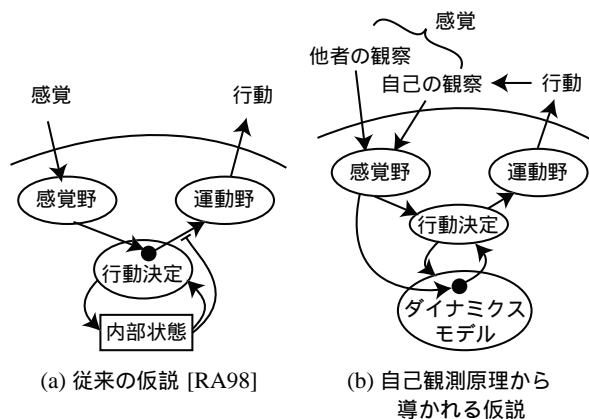 感覚
行動
感覚野
運動野
行動決定
内部状態
(a) 従来の仮説 [RA98]
感覚
他者の観察
自己の観察
行動
感覚野
運動野
行動決定
ダイナミクス
モデル
(b) 自己観測原理から
導かれる仮説